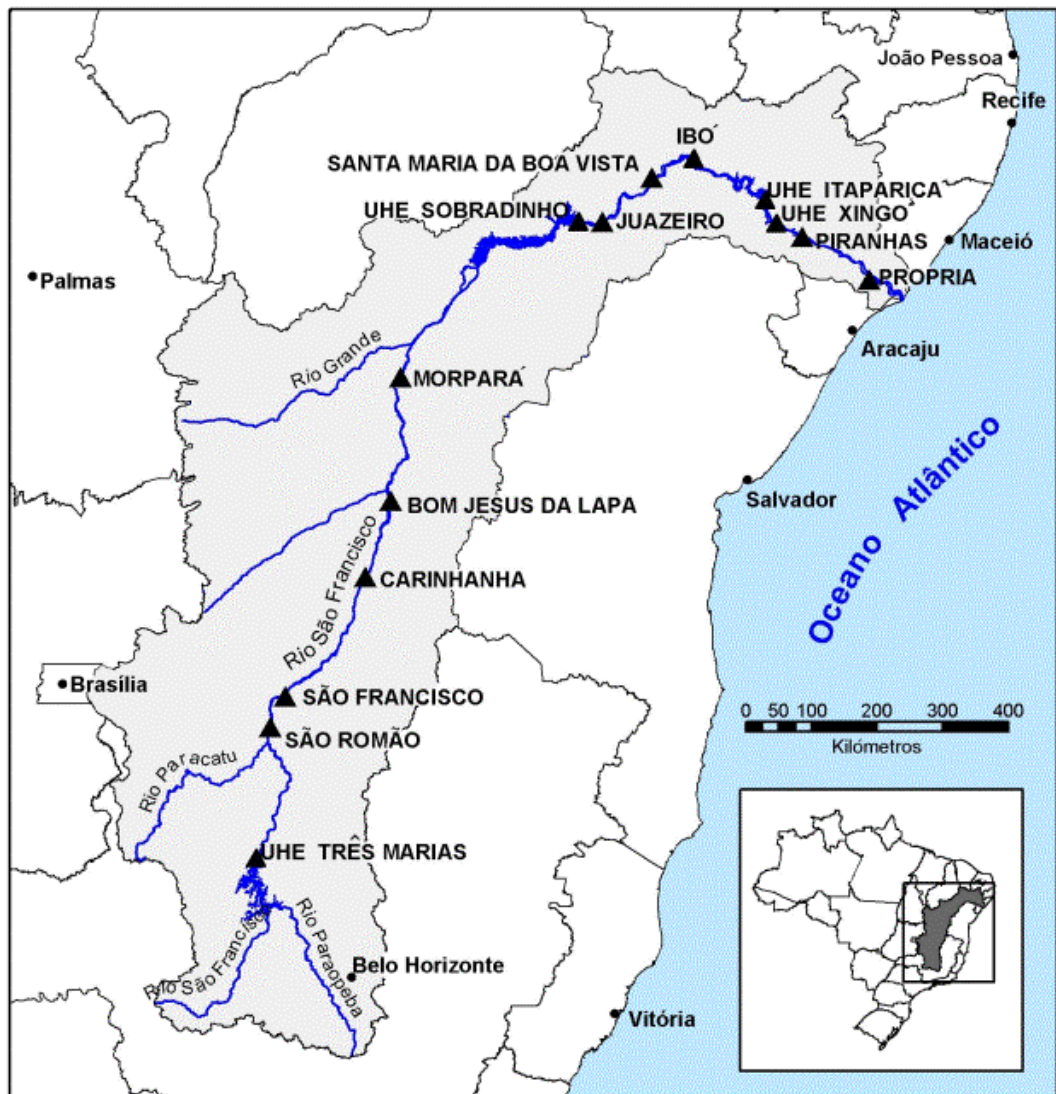 João Pessoa
Recife
IBÓ
SANTA MARIA DA BOA VISTA
UHE ITAPARICA
UHE SOBRADINHO
JUAZEIRO
UHE XINGÓ
PIRANHAS
Maceió
Palmas
PROPRIA
Aracaju
Rio Grande
MORPARÁ
Oceano Atlântico
Salvador
BOM JESUS DA LAPA
Rio São Francisco
CARINHANHA
Brasília
SÃO FRANCISCO
SÃO ROMÃO
0 50 100 200 300 400
Kilómetros
Rio Paracatu
UHE TRÊS MARIAS
Rio São Francisco
Rio Paraopeba
Belo Horizonte
Vitória